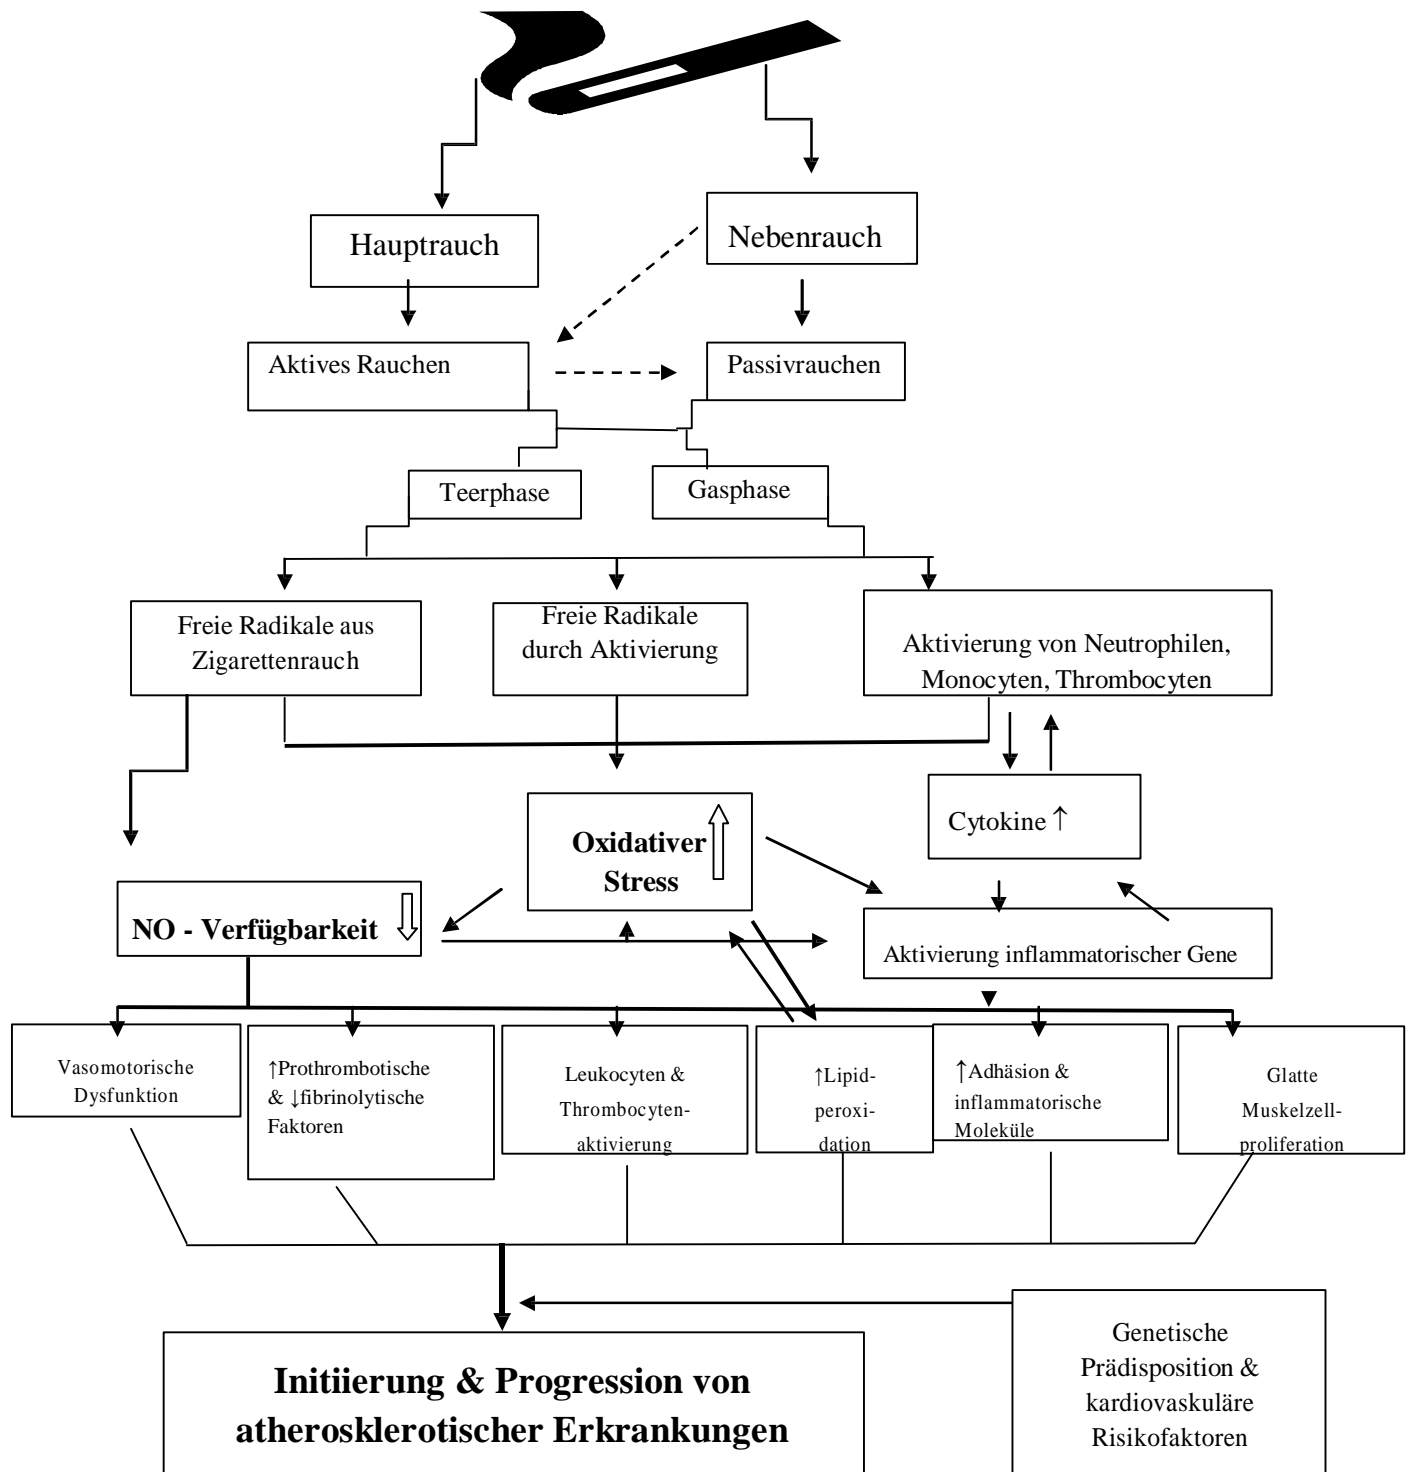 Hauptrauch
Nebenrauch
Aktives Rauchen
Passivrauchen
Teerphase
Gasphase
Freie Radikale aus
Zigarettenrauch
Freie Radikale
durch Aktivierung
Aktivierung von Neutrophilen,
Monocyten, Thrombocyten
Oxidativer
Stress
Cytokine ↑
NO - Verfügbarkeit
Aktivierung inflammatorischer Gene
Vasomotorische
Dysfunktion
↑Prothrombotische
& ↓fibrinolytische
Faktoren
Leukocyten &
Thrombocyten-
aktivierung
↑Lipid-
peroxi-
dation
↑Adhäsion &
inflammatorische
Moleküle
Glatte
Muskelzell-
proliferation
Initiierung & Progression von
atherosklerotischer Erkrankungen
Genetische
Prädisposition &
kardiovaskuläre
Risikofaktoren